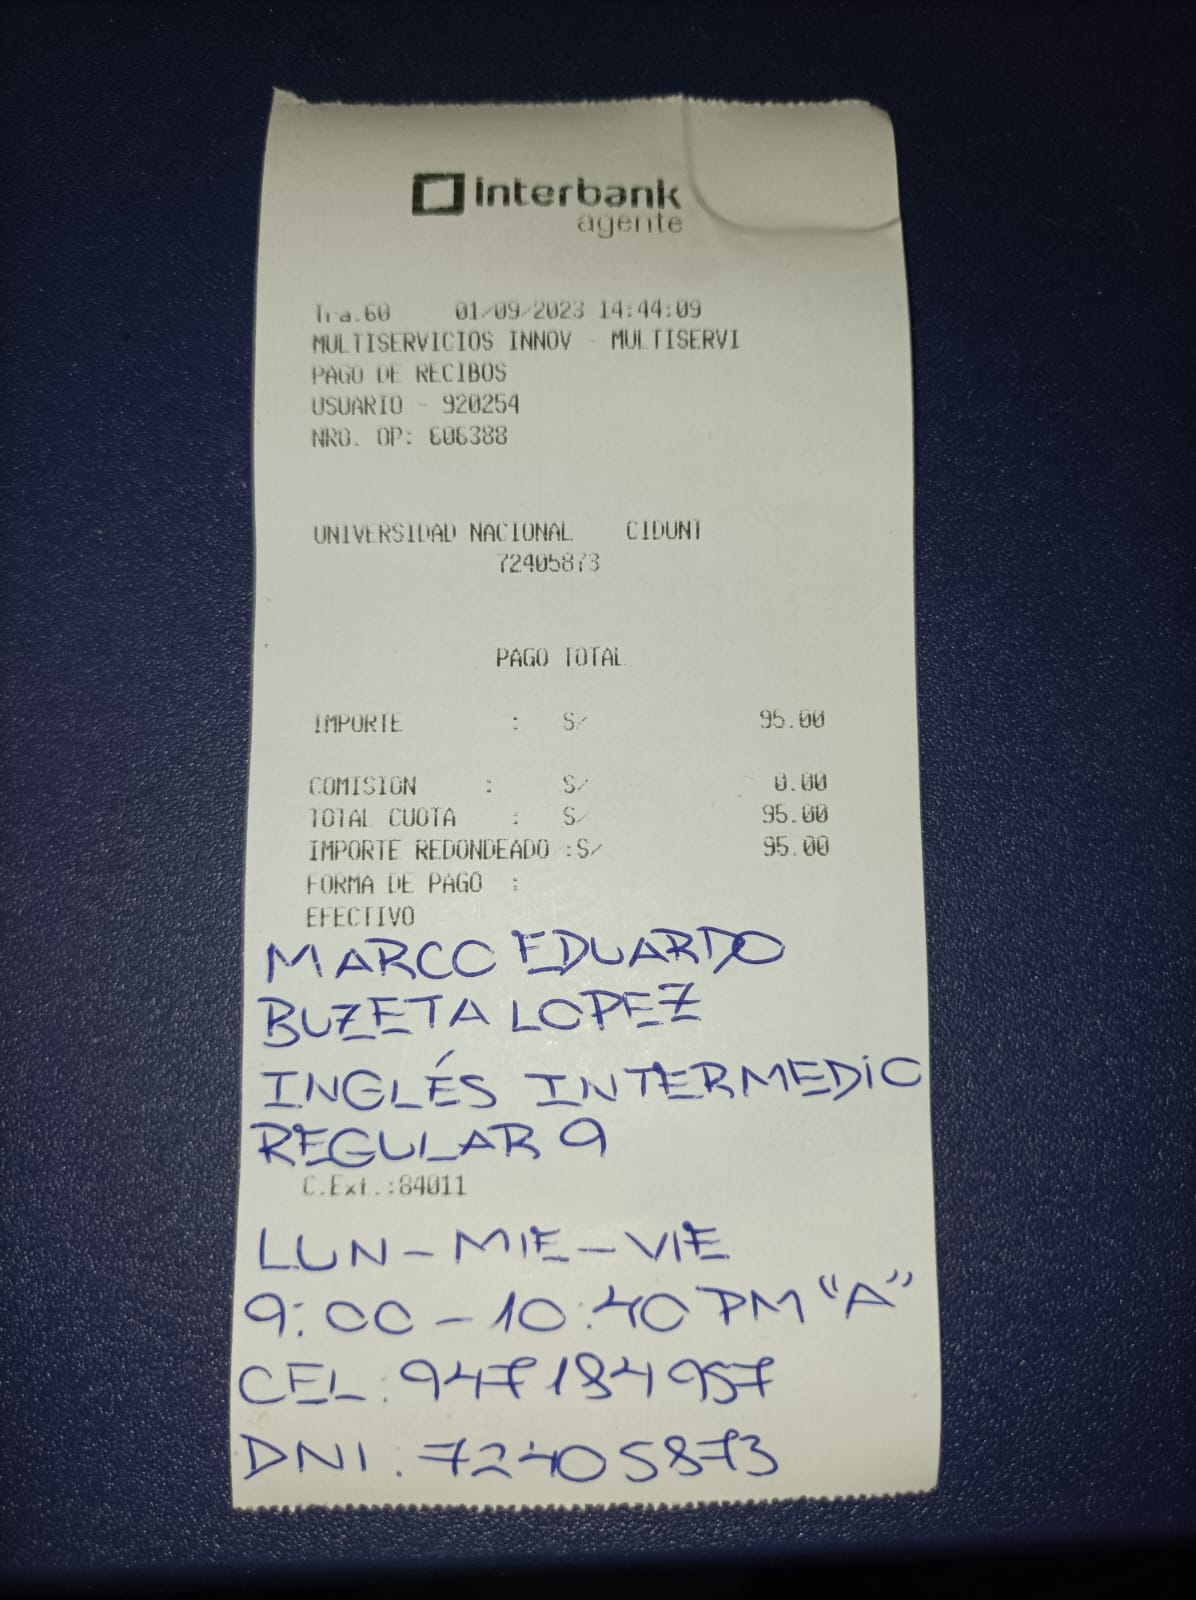 interbank
agente
Tra.60 01/09/2023 14:44:09
MULTISERVICIOS INNOV - MULTISERVI
PAGO DE RECIBOS
USUARIO - 920254
NRO. OP: 606388
UNIVERSIDAD NACIONAL CIDUNT
72405873
PAGO TOTAL
IMPORTE : S/ 95.00
COMISION : S/ 0.00
TOTAL CUOTA : S/ 95.00
IMPORTE REDONDEADO :S/ 95.00
FORMA DE PAGO :
EFECTIVO
MARCO EDUARDO
BUZETA LOPEZ
INGLÉS INTERMEDIO
REGULAR 9
C.Ext.:84011
LUN-MIE-VIE
9:00-10:40 PM "A"
CEL: 947184957
DNI: 72405873